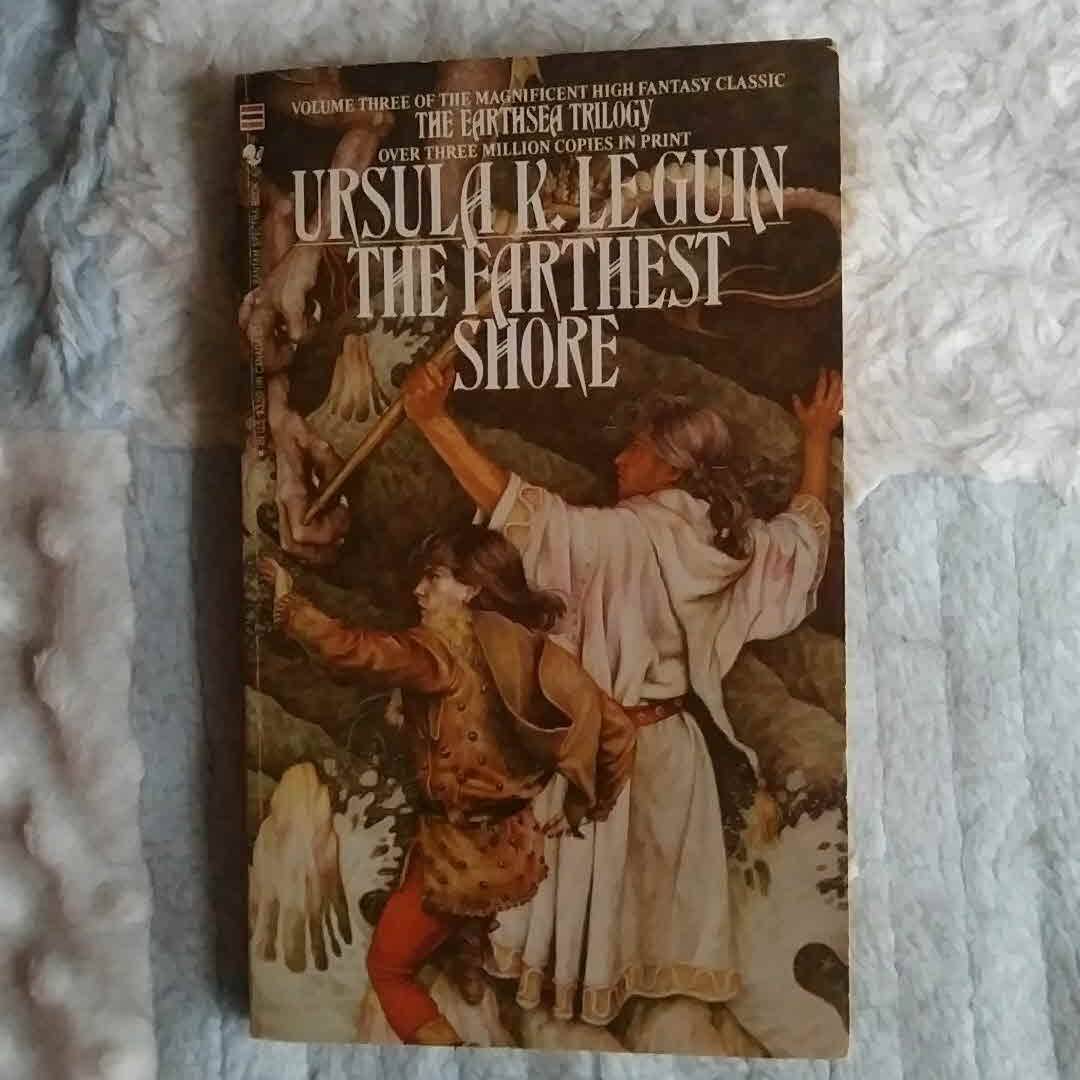 VOLUME THREE OF THE MAGNIFICENT HIGH FANTASY CLASSIC
THE EARTHSEA TRILOGY
OVER THREE MILLION COPIES IN PRINT
URSULA K. LE GUIN
THE FARTHEST
SHORE